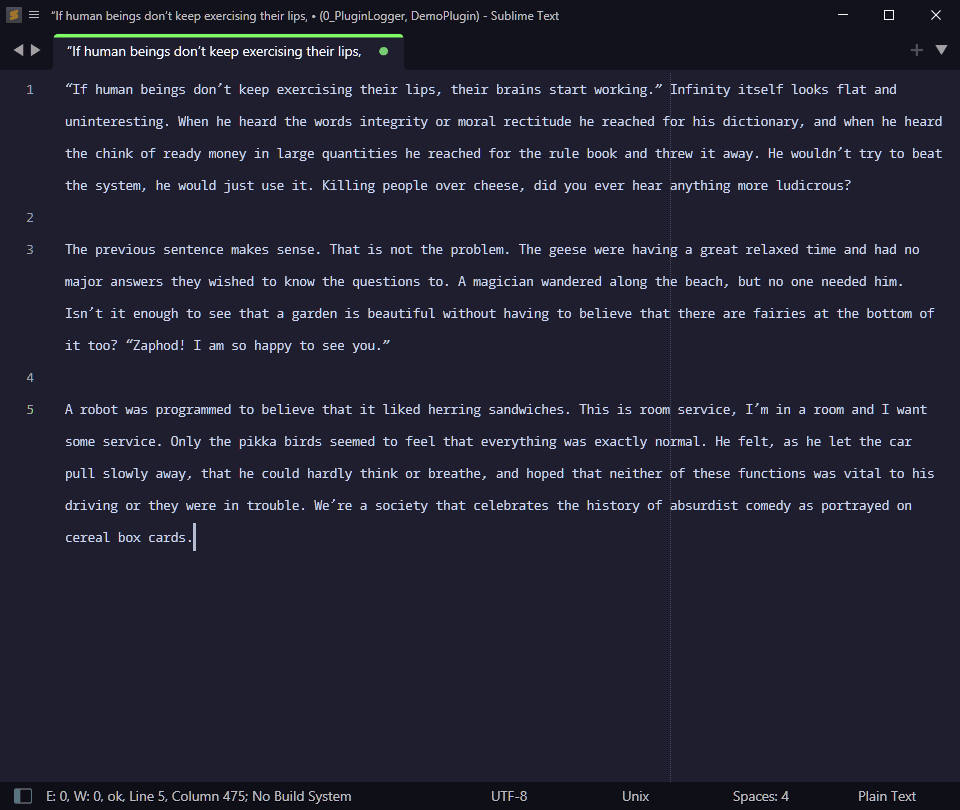 “If human beings don’t keep exercising their lips, • (0_PluginLogger, DemoPlugin) - Sublime Text
“If human beings don’t keep exercising their lips,
1 “If human beings don’t keep exercising their lips, their brains start working.” Infinity itself looks flat and
uninteresting. When he heard the words integrity or moral rectitude he reached for his dictionary, and when he heard
the chink of ready money in large quantities he reached for the rule book and threw it away. He wouldn’t try to beat
the system, he would just use it. Killing people over cheese, did you ever hear anything more ludicrous?
2
3 The previous sentence makes sense. That is not the problem. The geese were having a great relaxed time and had no
major answers they wished to know the questions to. A magician wandered along the beach, but no one needed him.
Isn’t it enough to see that a garden is beautiful without having to believe that there are fairies at the bottom of
it too? “Zaphod! I am so happy to see you.”
4
5 A robot was programmed to believe that it liked herring sandwiches. This is room service, I’m in a room and I want
some service. Only the pikka birds seemed to feel that everything was exactly normal. He felt, as he let the car
pull slowly away, that he could hardly think or breathe, and hoped that neither of these functions was vital to his
driving or they were in trouble. We’re a society that celebrates the history of absurdist comedy as portrayed on
cereal box cards.
E: 0, W: 0, ok, Line 5, Column 475; No Build System UTF-8 Unix Spaces: 4 Plain Text